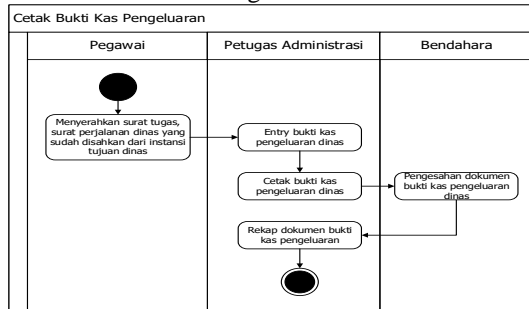 Cetak Bukti Kas Pengeluaran
Pegawai
Petugas Administrasi
Bendahara
Menyerahkan surat tugas,
surat perjalanan dinas yang
sudah disahkan dari instansi
tujuan dinas
Entry bukti kas
pengeluaran dinas
Cetak bukti kas
pengeluaran dinas
Pengesahan dokumen
bukti kas pengeluaran
dinas
Rekap dokumen bukti
kas pengeluaran